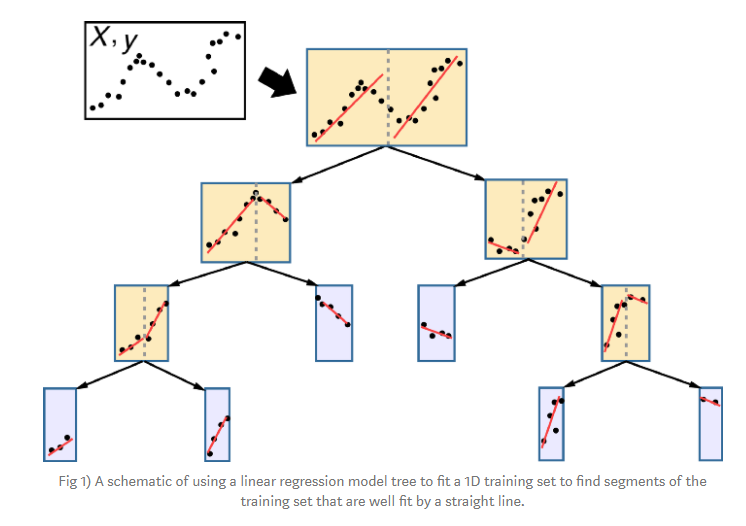 X, y
Fig 1) A schematic of using a linear regression model tree to fit a 1D training set to find segments of the
training set that are well fit by a straight line.